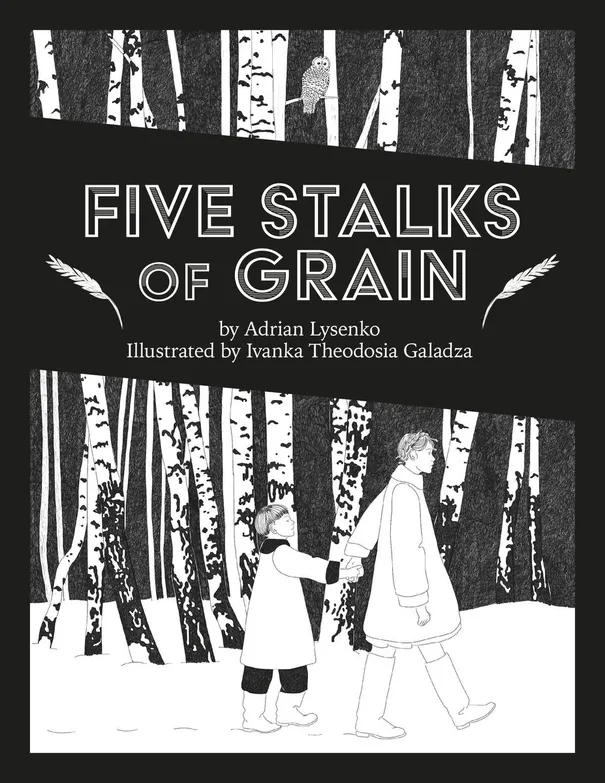 FIVE STALKS
OF GRAIN
by Adrian Lysenko
Illustrated by Ivanka Theodosia Galadza